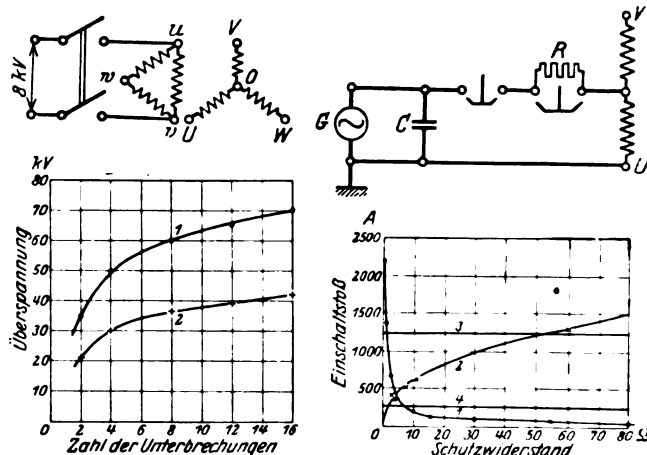 8 kV
u
w
v
V
O
U
W
V
R
G
C
U
kV
80
70
60
50
40
30
20
10
1
2
Überspannung
2 4 6 8 10 12 14 16
Zahl der Unterbrechungen
A
2500
2000
1500
1000
500
3
2
4
1
Einschaltstoß
0 10 20 30 40 50 60 70 80 Ω
Schutzwiderstand